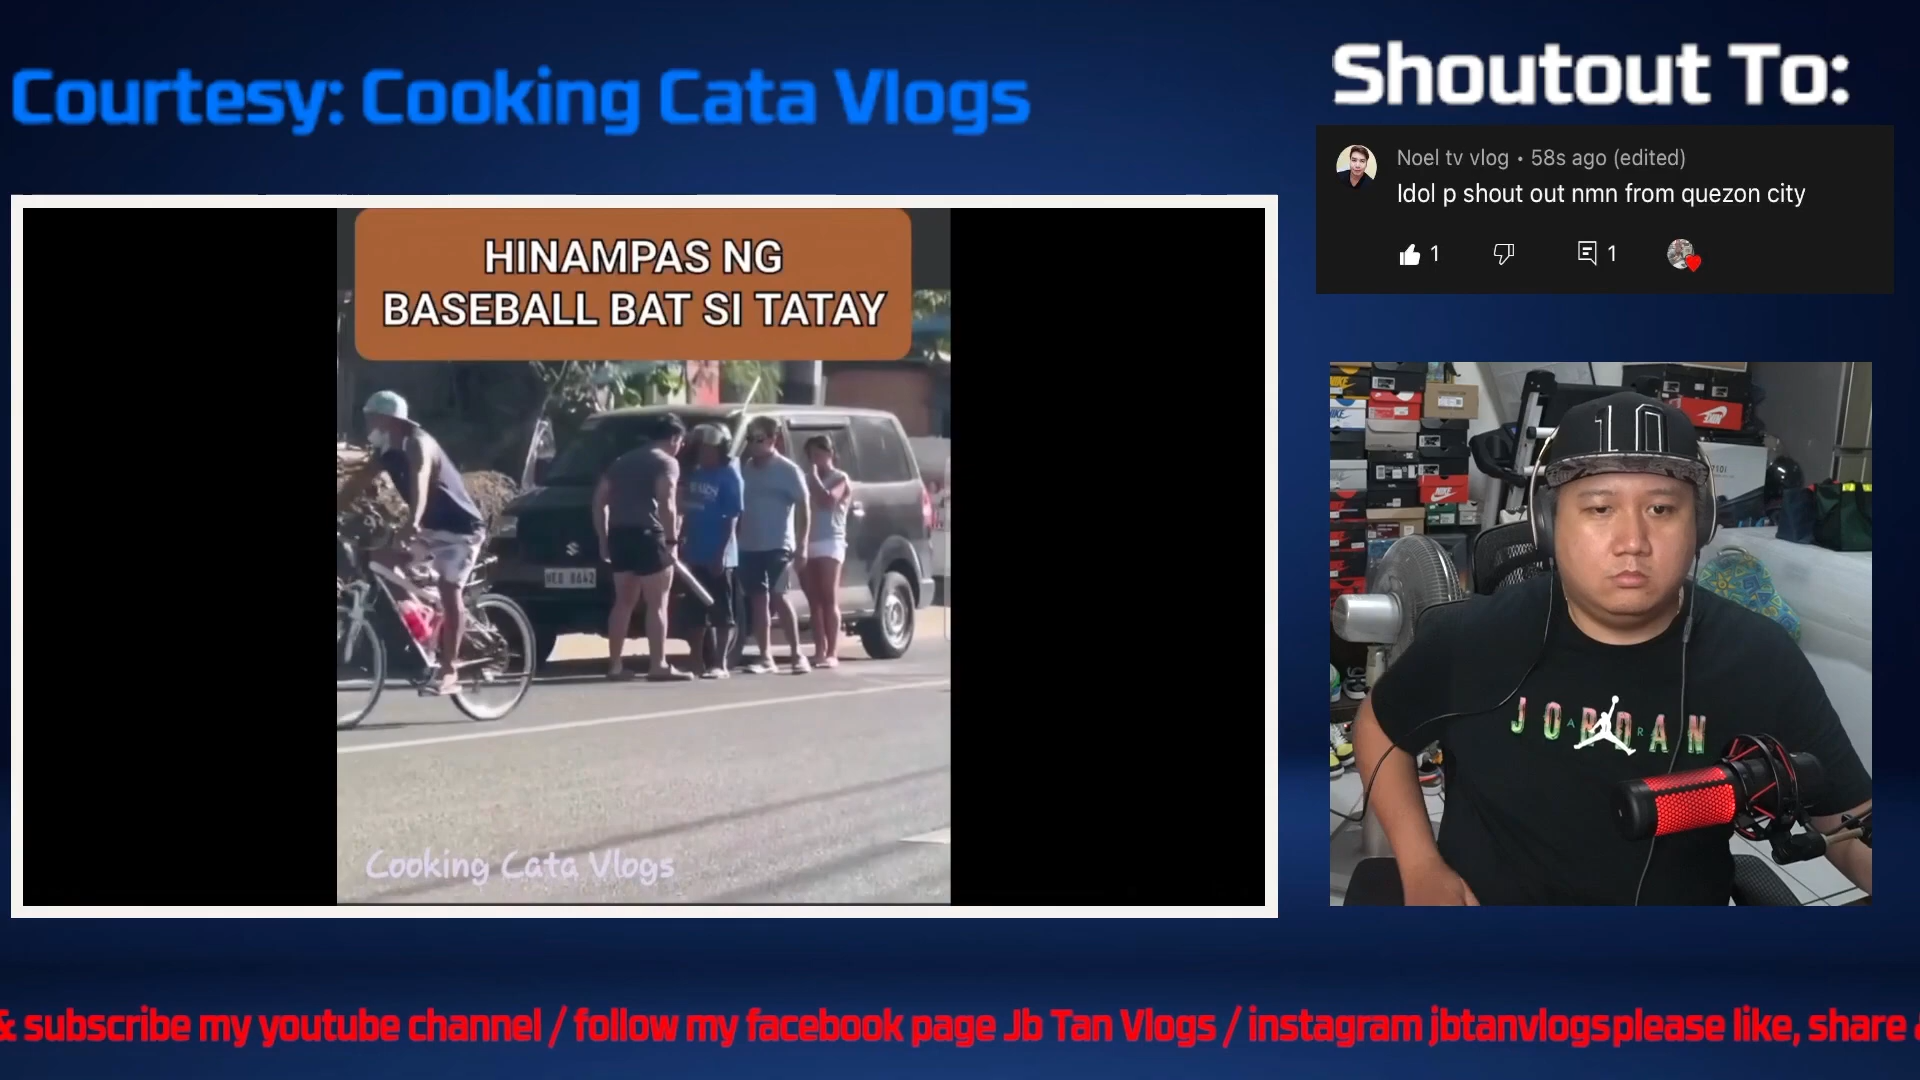 Courtesy: Cooking Cata Vlogs
Shoutout To:
Noel tv vlog • 58s ago (edited)
Idol p shout out nmn from quezon city
1
1
HINAMPAS NG
BASEBALL BAT SI TATAY
10
JORDAN
Cooking Cata Vlogs
& subscribe my youtube channel / follow my facebook page Jb Tan Vlogs / instagram jbtanvlogsplease like, share &